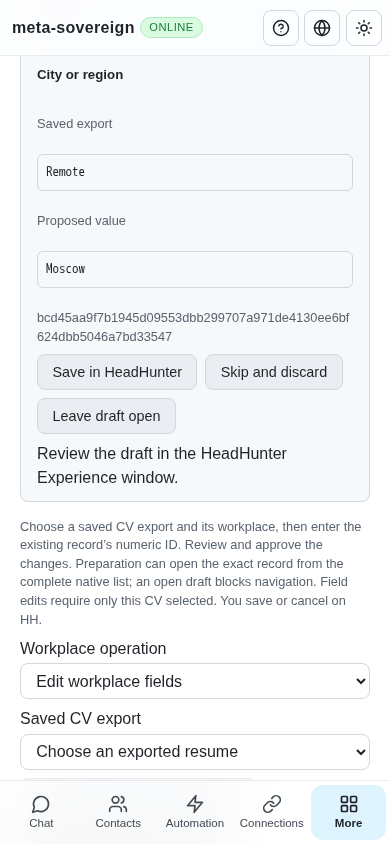 meta-sovereign ONLINE
City or region
Saved export
Remote
Proposed value
Moscow
bcd45aa9f7b1945d09553dbb299707a971de4130ee6bf
624dbb5046a7bd33547
Save in HeadHunter Skip and discard
Leave draft open
Review the draft in the HeadHunter
Experience window.
Choose a saved CV export and its workplace, then enter the
existing record’s numeric ID. Review and approve the
changes. Preparation can open the exact record from the
complete native list; an open draft blocks navigation. Field
edits require only this CV selected. You save or cancel on
HH.
Workplace operation
Edit workplace fields
Saved CV export
Choose an exported resume
Chat Contacts Automation Connections More